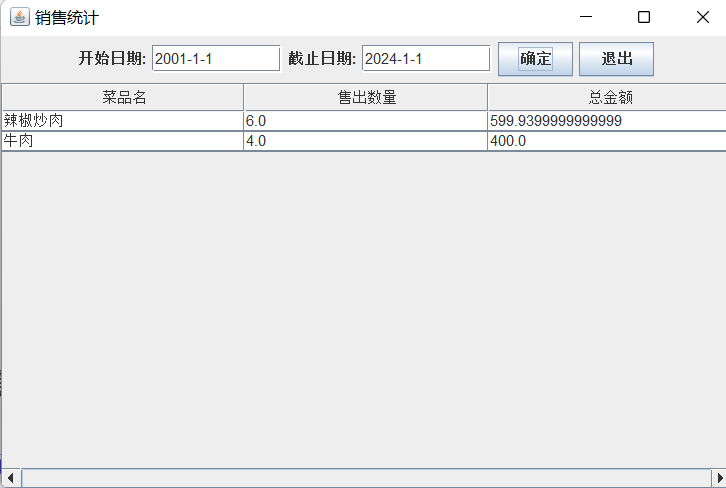 销售统计
开始日期: 2001-1-1 截止日期: 2024-1-1 确定 退出
菜品名 售出数量 总金额
辣椒炒肉 6.0 599.9399999999999
牛肉 4.0 400.0